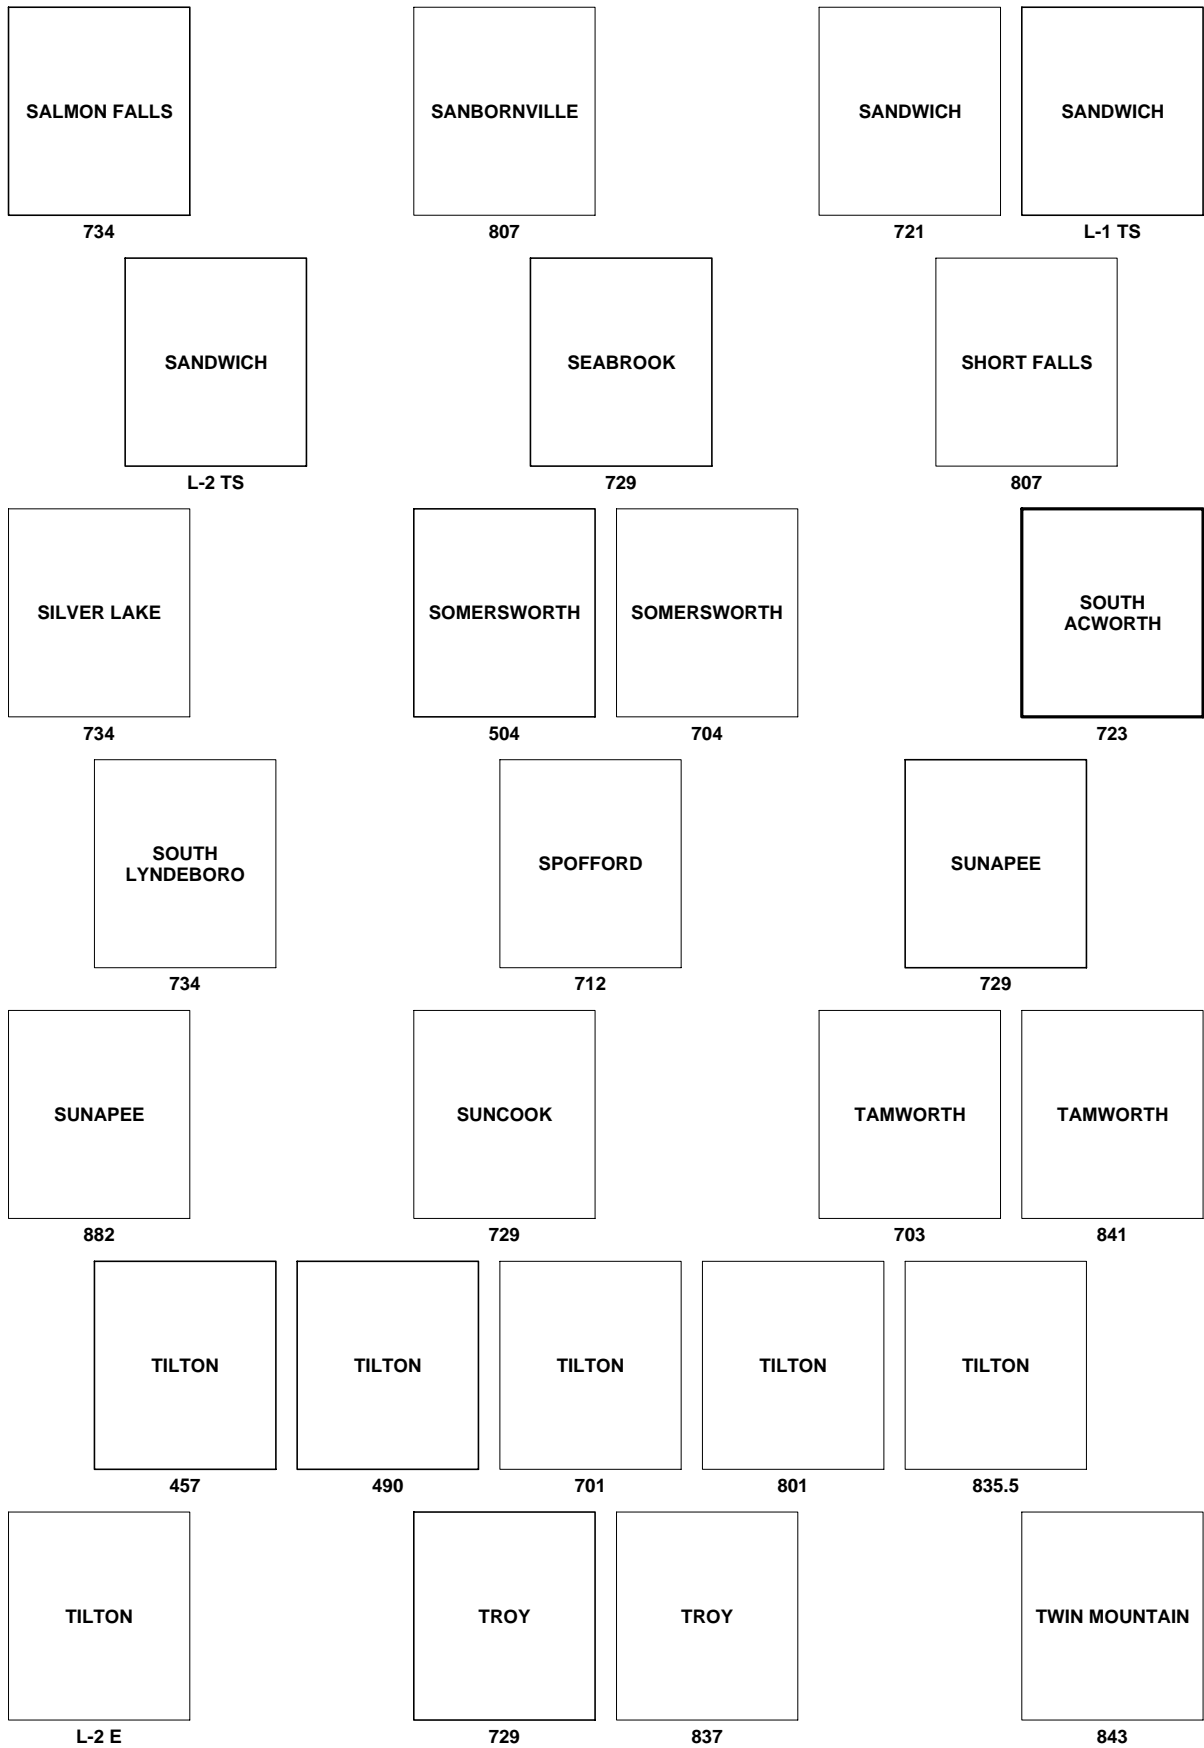 SALMON FALLS
SANBORNVILLE
SANDWICH
SANDWICH
734
807
721
L-1 TS
SANDWICH
SEABROOK
SHORT FALLS
L-2 TS
729
807
SILVER LAKE
SOMERSWORTH
SOMERSWORTH
SOUTH
ACWORTH
734
504
704
723
SOUTH
LYNDEBORO
SPOFFORD
SUNAPEE
734
712
729
SUNAPEE
SUNCOOK
TAMWORTH
TAMWORTH
882
729
703
841
TILTON
TILTON
TILTON
TILTON
TILTON
457
490
701
801
835.5
TILTON
TROY
TROY
TWIN MOUNTAIN
L-2 E
729
837
843